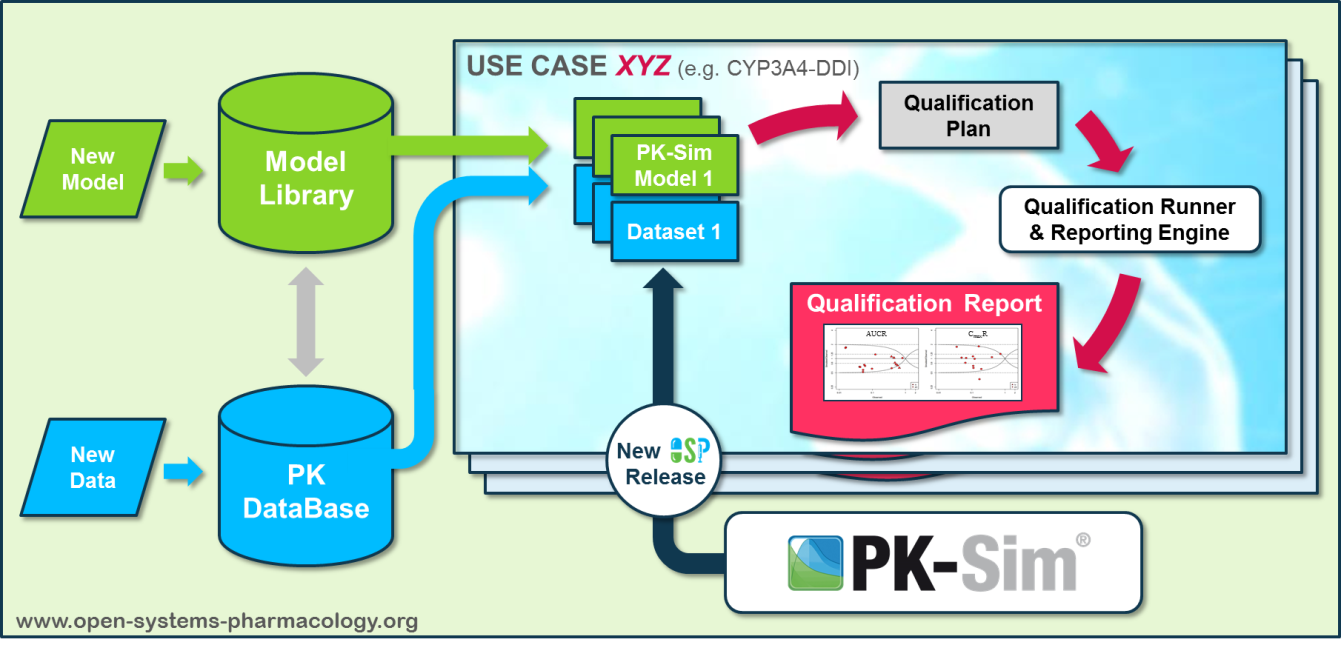 USE CASE XYZ (e.g. CYP3A4-DDI)
New
Model
Model
Library
PK-Sim
Model 1
Dataset 1
Qualification
Plan
Qualification Runner
& Reporting Engine
Qualification Report
AUCR
CmaxR
New
Data
PK
DataBase
New OSP
Release
PK-Sim®
www.open-systems-pharmacology.org